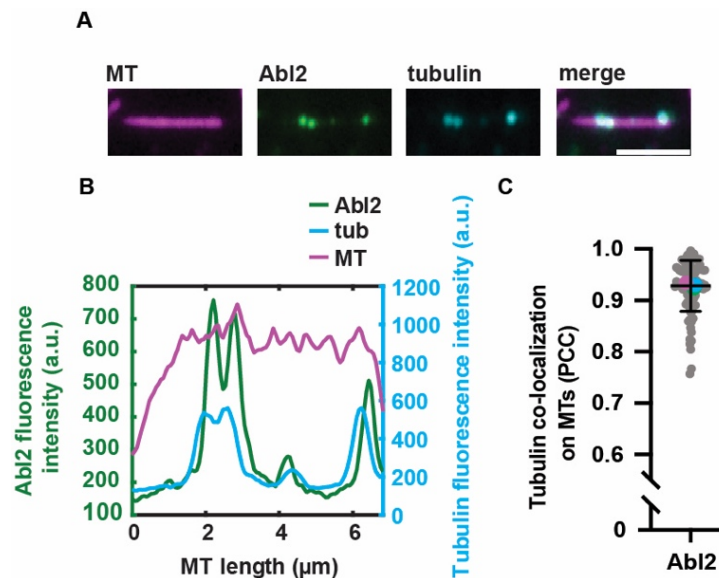 A
MT
Abl2
tubulin
merge
B
Abl2
tub
MT
Abl2 fluorescence
intensity (a.u.)
800
700
600
500
400
300
200
100
0 2 4 6
MT length (µm)
1200
1000
800
600
400
200
0
Tubulin fluorescence intensity (a.u.)
C
Tubulin co-localization
on MTs (PCC)
1.0
0.9
0.8
0.6
0
Abl2